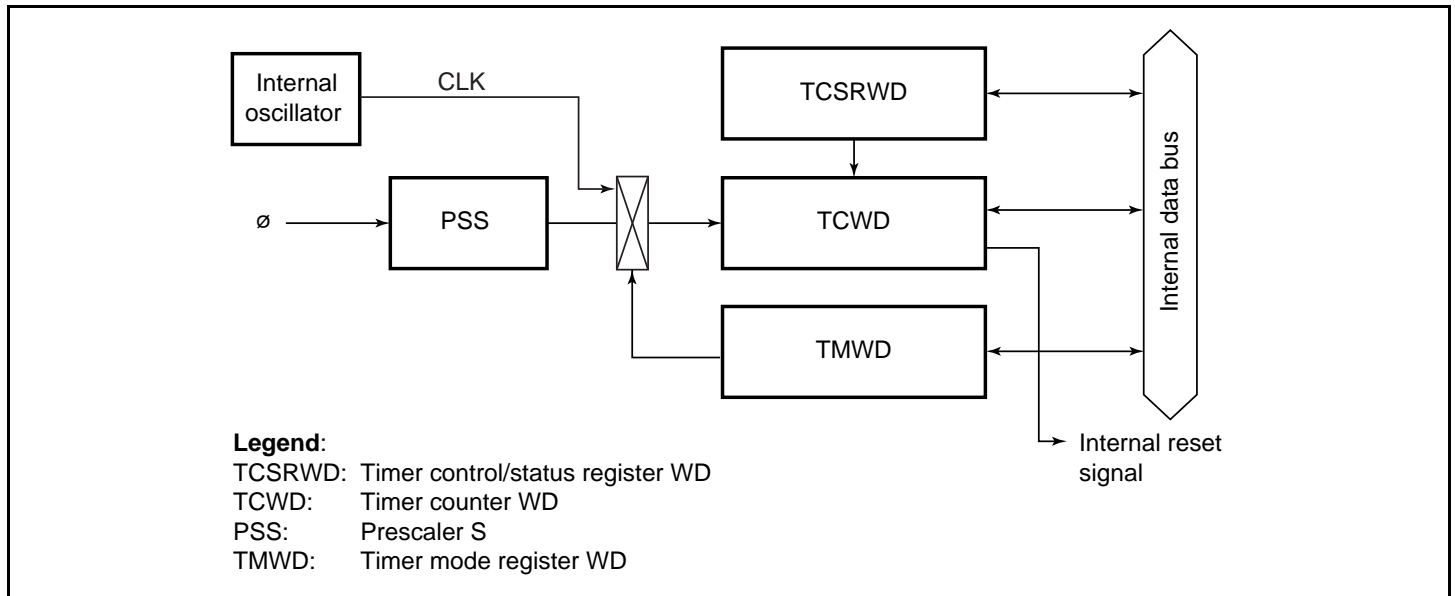 Internal
oscillator
CLK
TCSRWD
ø
PSS
TCWD
TMWD
Internal data bus
Internal reset
signal
Legend:
TCSRWD: Timer control/status register WD
TCWD: Timer counter WD
PSS: Prescaler S
TMWD: Timer mode register WD